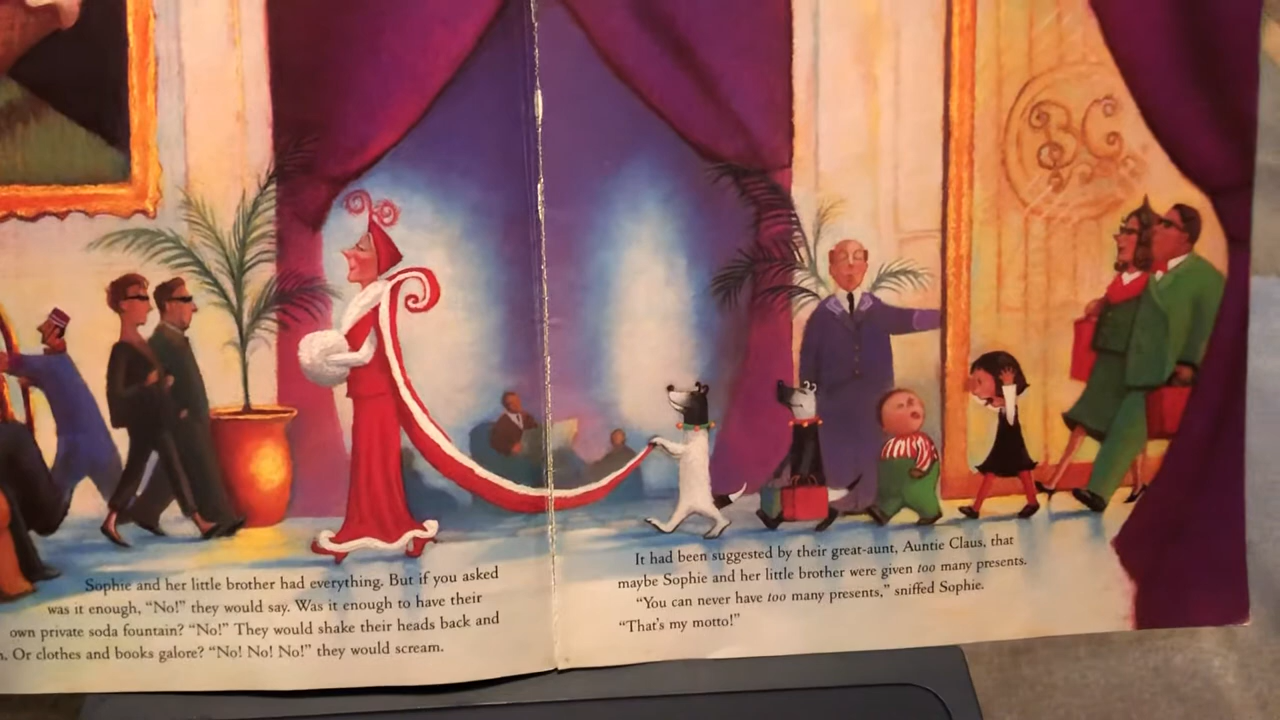 BC
Sophie and her little brother had everything. But if you asked
was it enough, “No!” they would say. Was it enough to have their
own private soda fountain? “No!” They would shake their heads back and
. Or clothes and books galore? “No! No! No!” they would scream.
It had been suggested by their great-aunt, Auntie Claus, that
maybe Sophie and her little brother were given too many presents.
“You can never have too many presents,” sniffed Sophie.
“That’s my motto!”